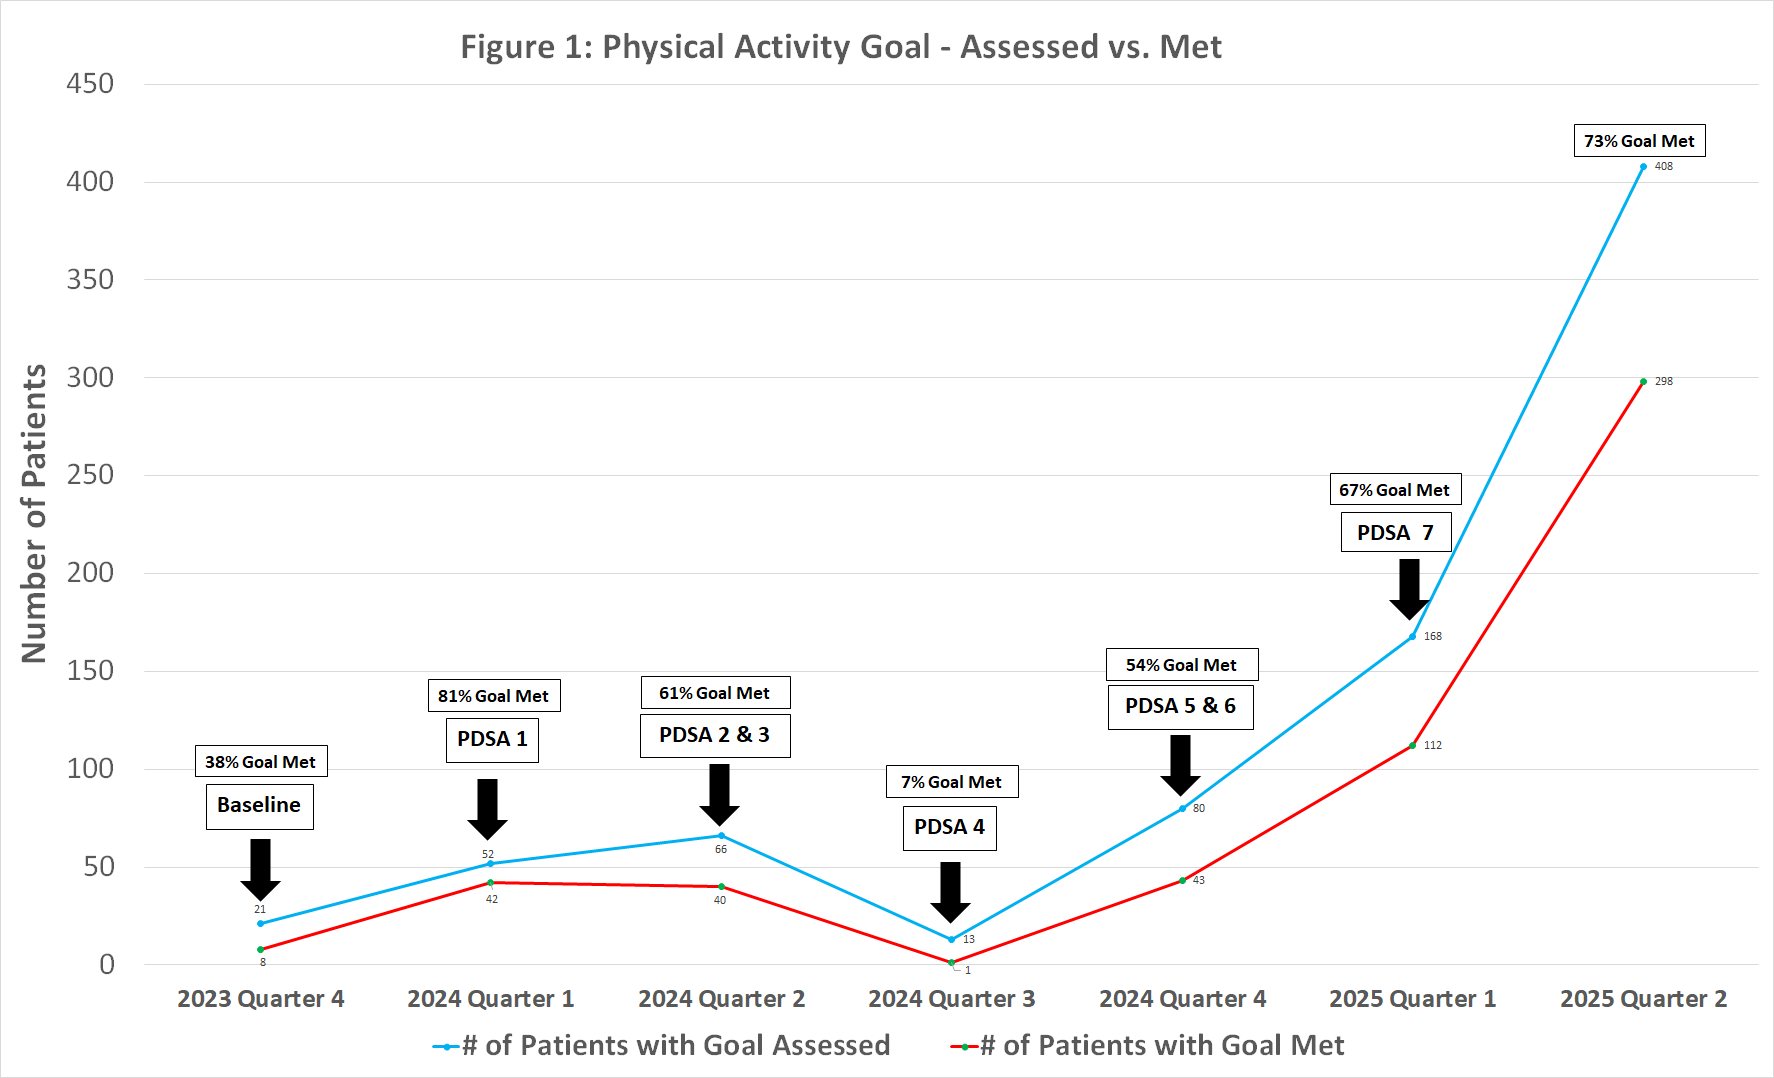 Figure 1: Physical Activity Goal - Assessed vs. Met
Number of Patients
450
400
350
300
250
200
150
100
50
0
38% Goal Met
Baseline
21
8
81% Goal Met
PDSA 1
52
42
61% Goal Met
PDSA 2 & 3
66
40
7% Goal Met
PDSA 4
13
1
54% Goal Met
PDSA 5 & 6
80
43
67% Goal Met
PDSA 7
168
112
73% Goal Met
408
298
2023 Quarter 4
2024 Quarter 1
2024 Quarter 2
2024 Quarter 3
2024 Quarter 4
2025 Quarter 1
2025 Quarter 2
# of Patients with Goal Assessed
# of Patients with Goal Met